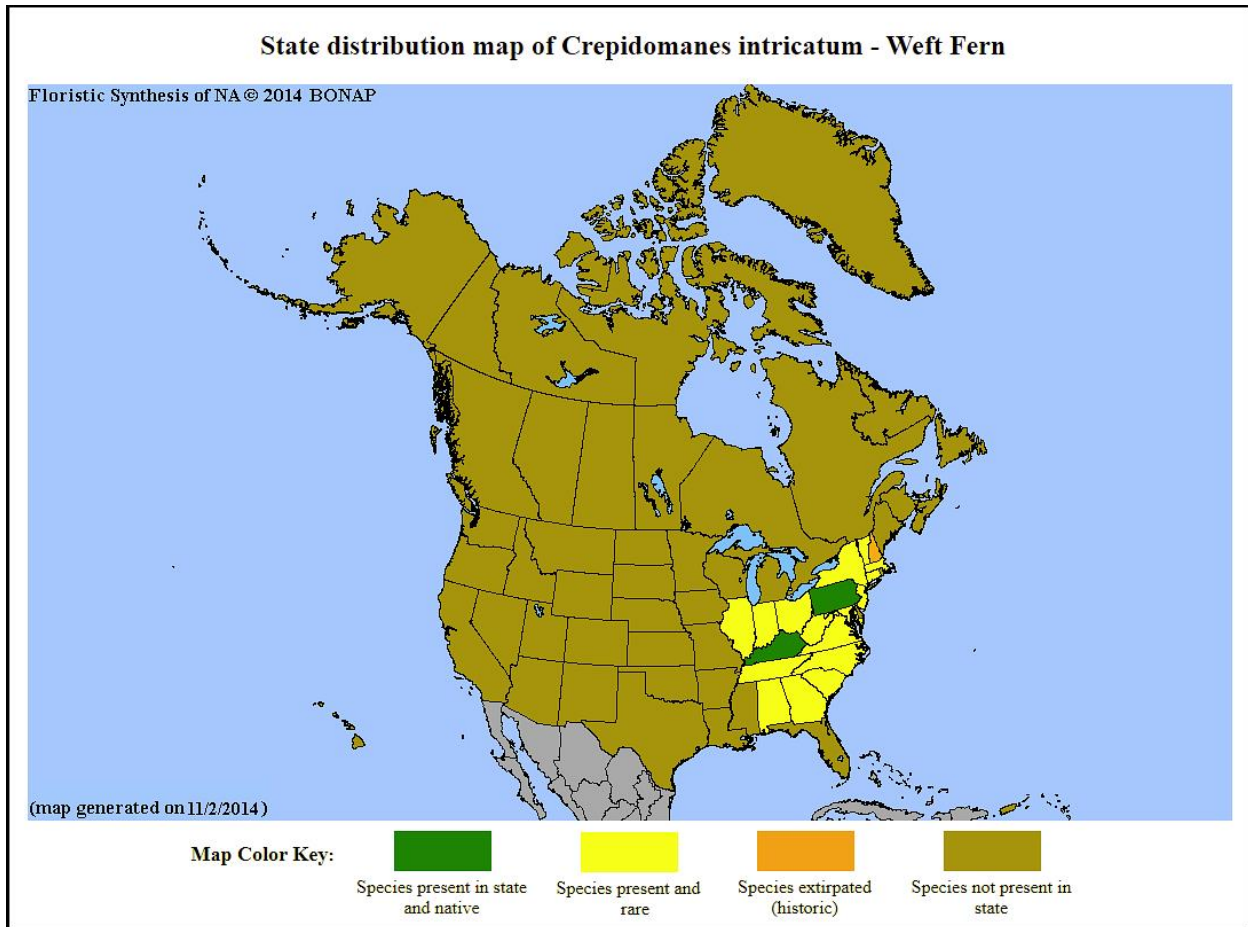 State distribution map of Crepidomanes intricatum - Weft Fern
Floristic Synthesis of NA © 2014 BONAP
(map generated on 11/2/2014)
Map Color Key:
Species present in state
and native
Species present and
rare
Species extirpated
(historic)
Species not present in
state